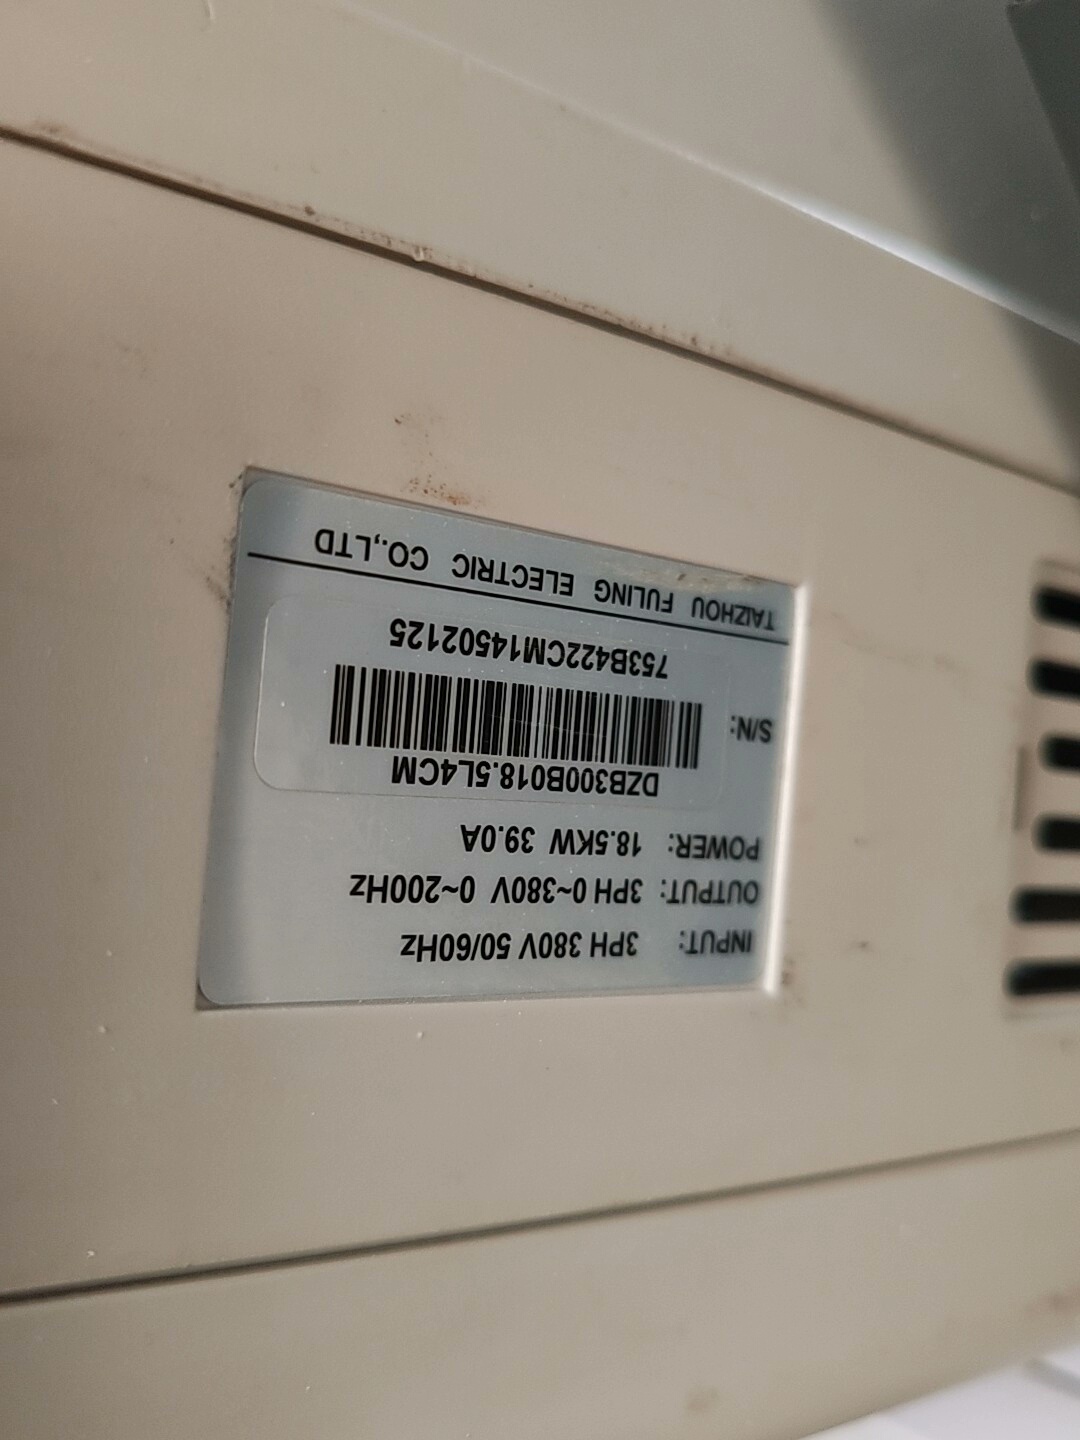 INPUT: 3PH 380V 50/60Hz
OUTPUT: 3PH 0~380V 0~200Hz
POWER: 18.5KW 39.0A
DZB300B018.5L4CM
S/N:
753B422CM14502125
TAIZHOU FULING ELECTRIC CO.,LTD